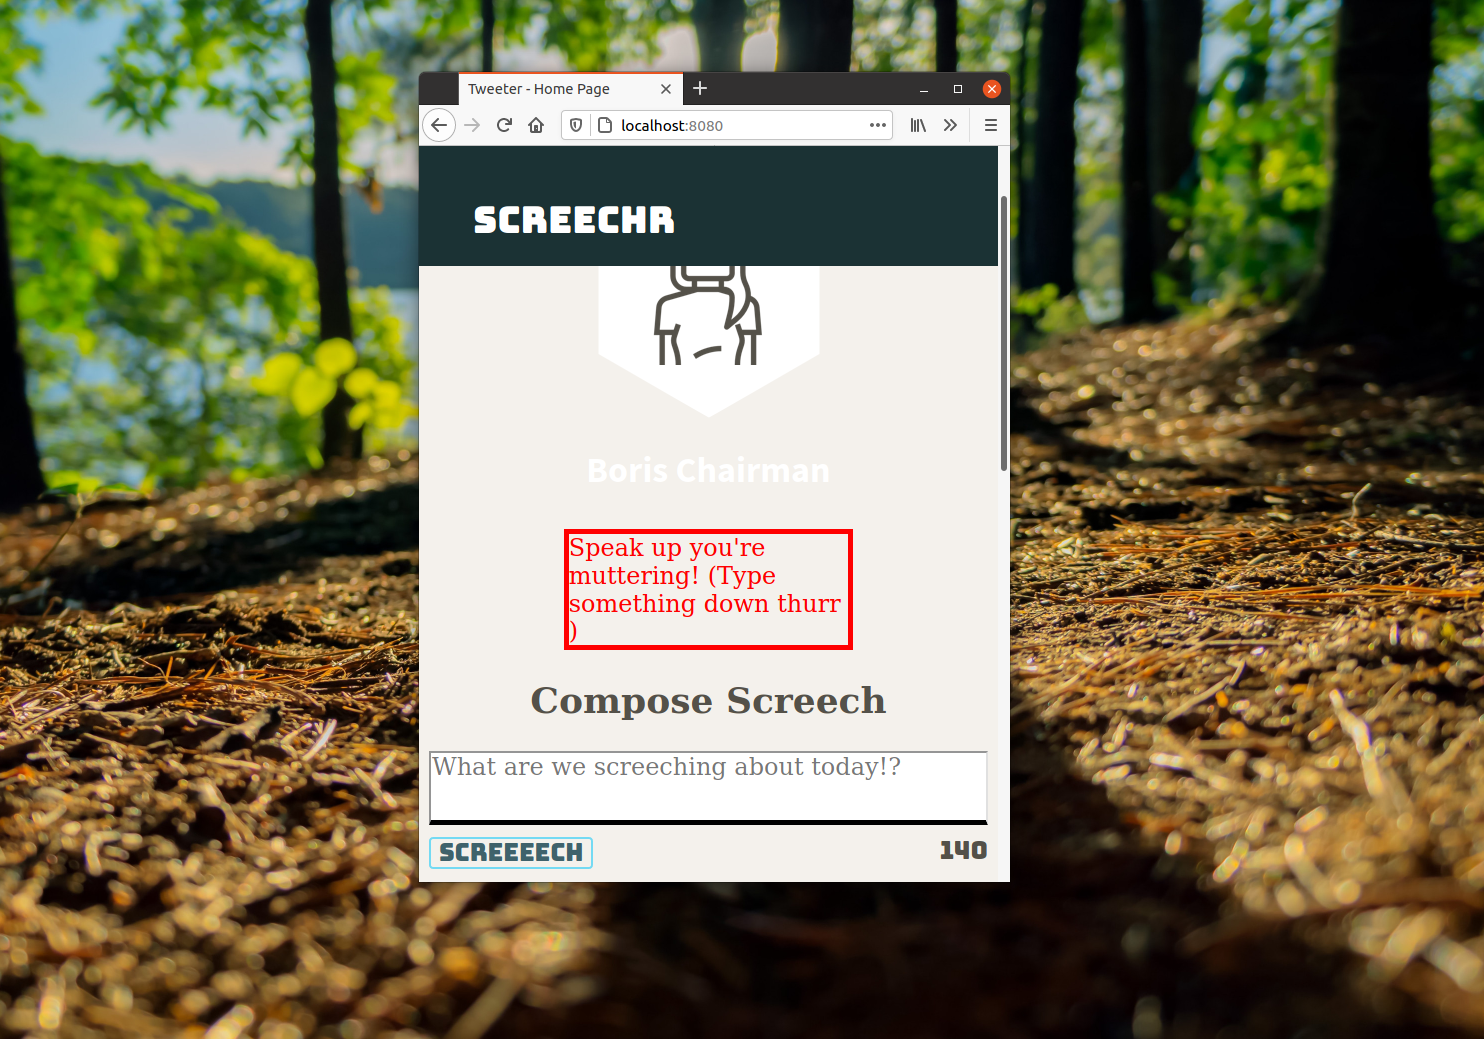 Tweeter - Home Page
localhost:8080
SCREECHR
Boris Chairman
Speak up you're
muttering! (Type
something down thurr
)
Compose Screech
What are we screeching about today!?
SCREEEECH
140